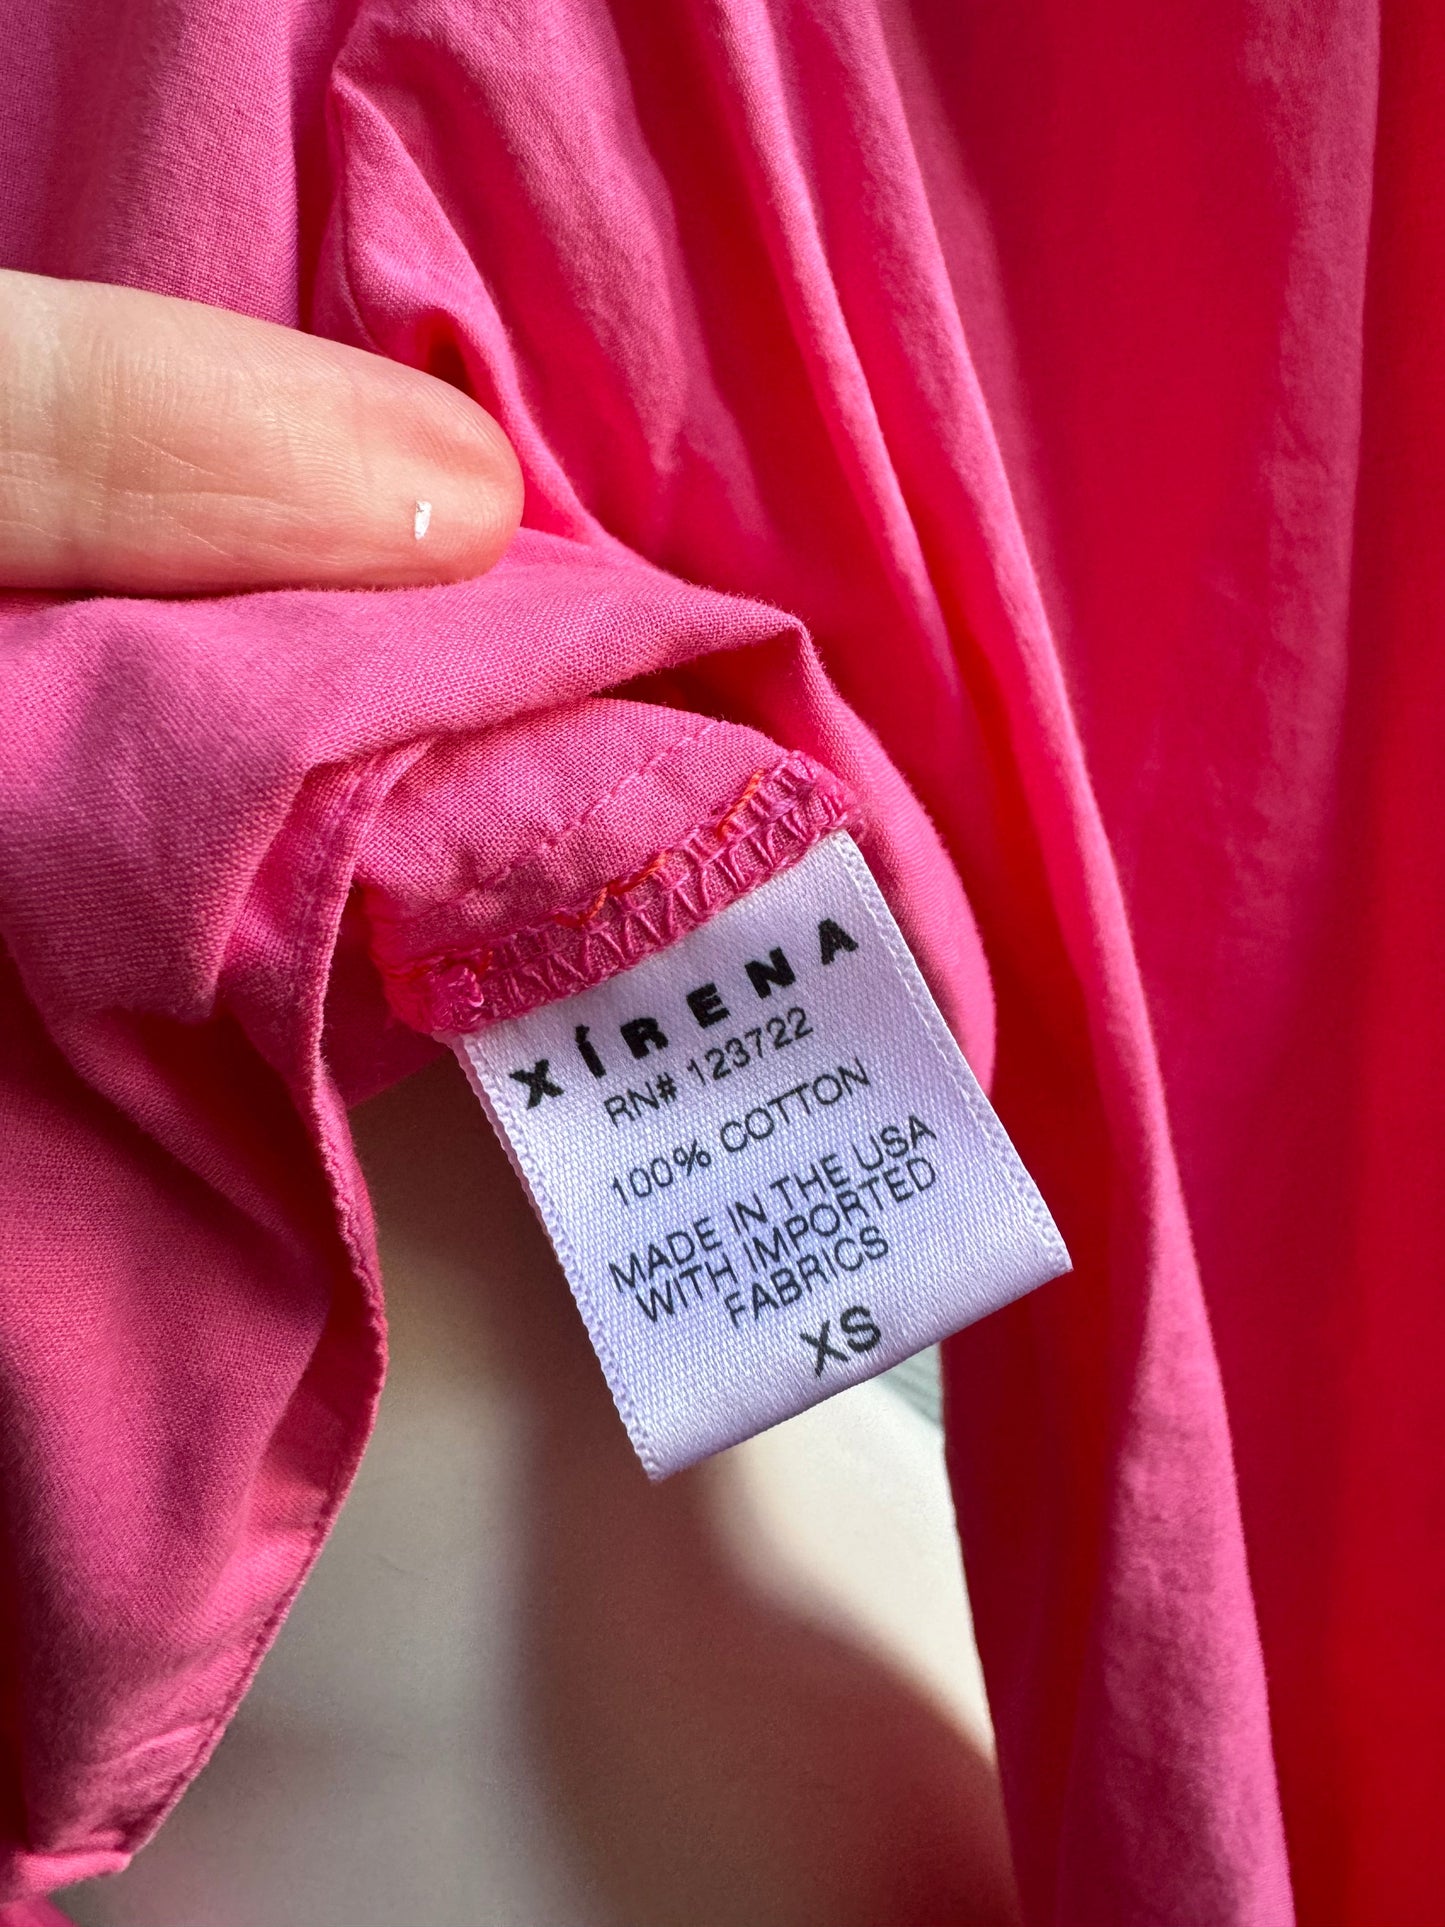 XÍRENA
RN# 123722
100% COTTON
MADE IN THE USA
WITH IMPORTED
FABRICS
XS